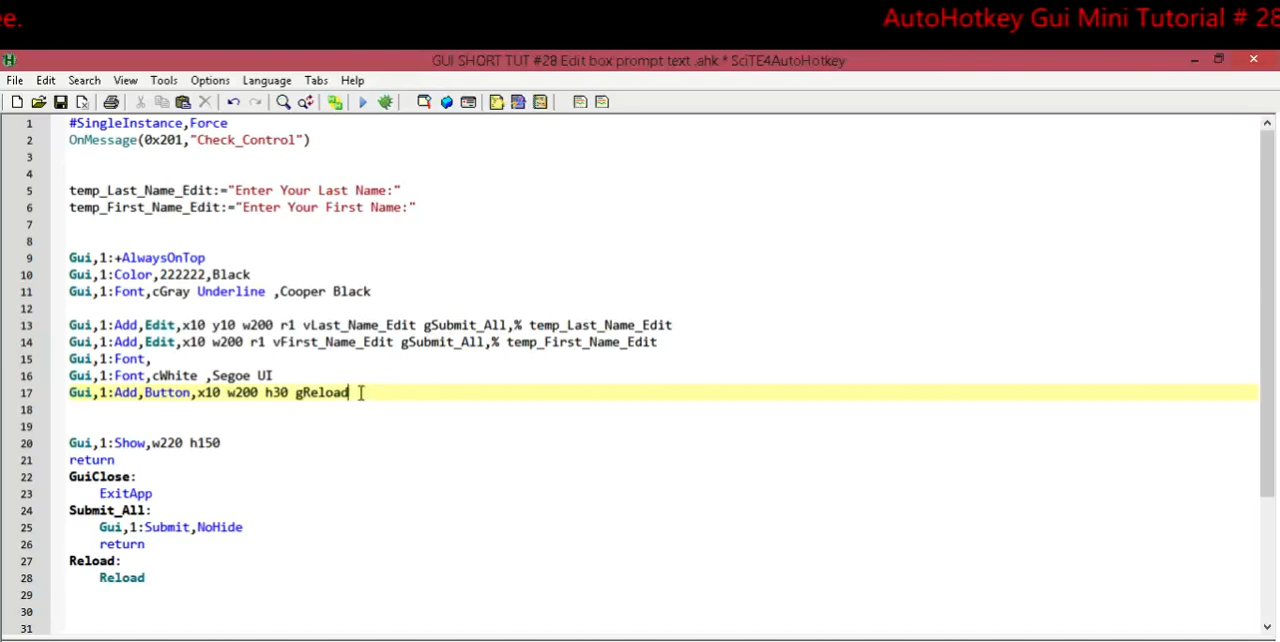 ee.
AutoHotkey Gui Mini Tutorial # 28
GUI SHORT TUT #28 Edit box prompt text .ahk * SciTE4AutoHotkey
File Edit Search View Tools Options Language Tabs Help
1 #SingleInstance,Force
2 OnMessage(0x201,"Check_Control")
3
4
5 temp_Last_Name_Edit:="Enter Your Last Name:"
6 temp_First_Name_Edit:="Enter Your First Name:"
7
8
9 Gui,1:+AlwaysOnTop
10 Gui,1:Color,222222,Black
11 Gui,1:Font,cGray Underline ,Cooper Black
12
13 Gui,1:Add,Edit,x10 y10 w200 r1 vLast_Name_Edit gSubmit_All,% temp_Last_Name_Edit
14 Gui,1:Add,Edit,x10 w200 r1 vFirst_Name_Edit gSubmit_All,% temp_First_Name_Edit
15 Gui,1:Font,
16 Gui,1:Font,cWhite ,Segoe UI
17 Gui,1:Add,Button,x10 w200 h30 gReload
18
19
20 Gui,1:Show,w220 h150
21 return
22 GuiClose:
23 ExitApp
24 Submit_All:
25 Gui,1:Submit,NoHide
26 return
27 Reload:
28 Reload
29
30
31